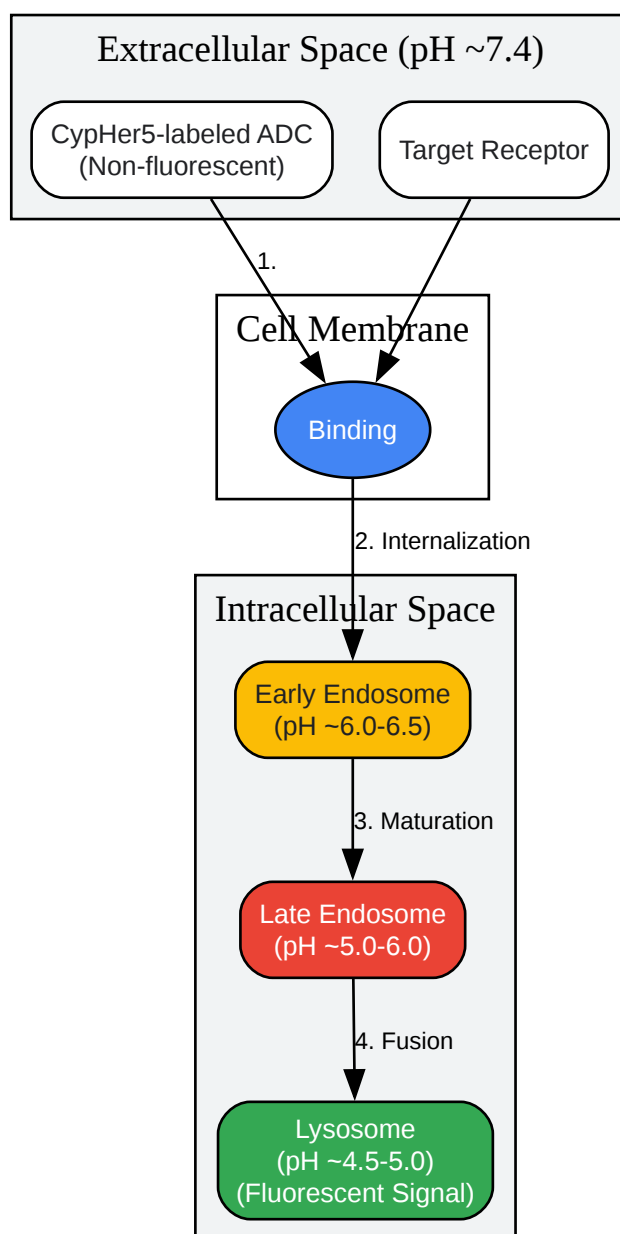 Extracellular Space (pH ~7.4)
CypHer5-labeled ADC
(Non-fluorescent)
Target Receptor
1.
Cell Membrane
Binding
2. Internalization
Intracellular Space
Early Endosome
(pH ~6.0-6.5)
3. Maturation
Late Endosome
(pH ~5.0-6.0)
4. Fusion
Lysosome
(pH ~4.5-5.0)
(Fluorescent Signal)